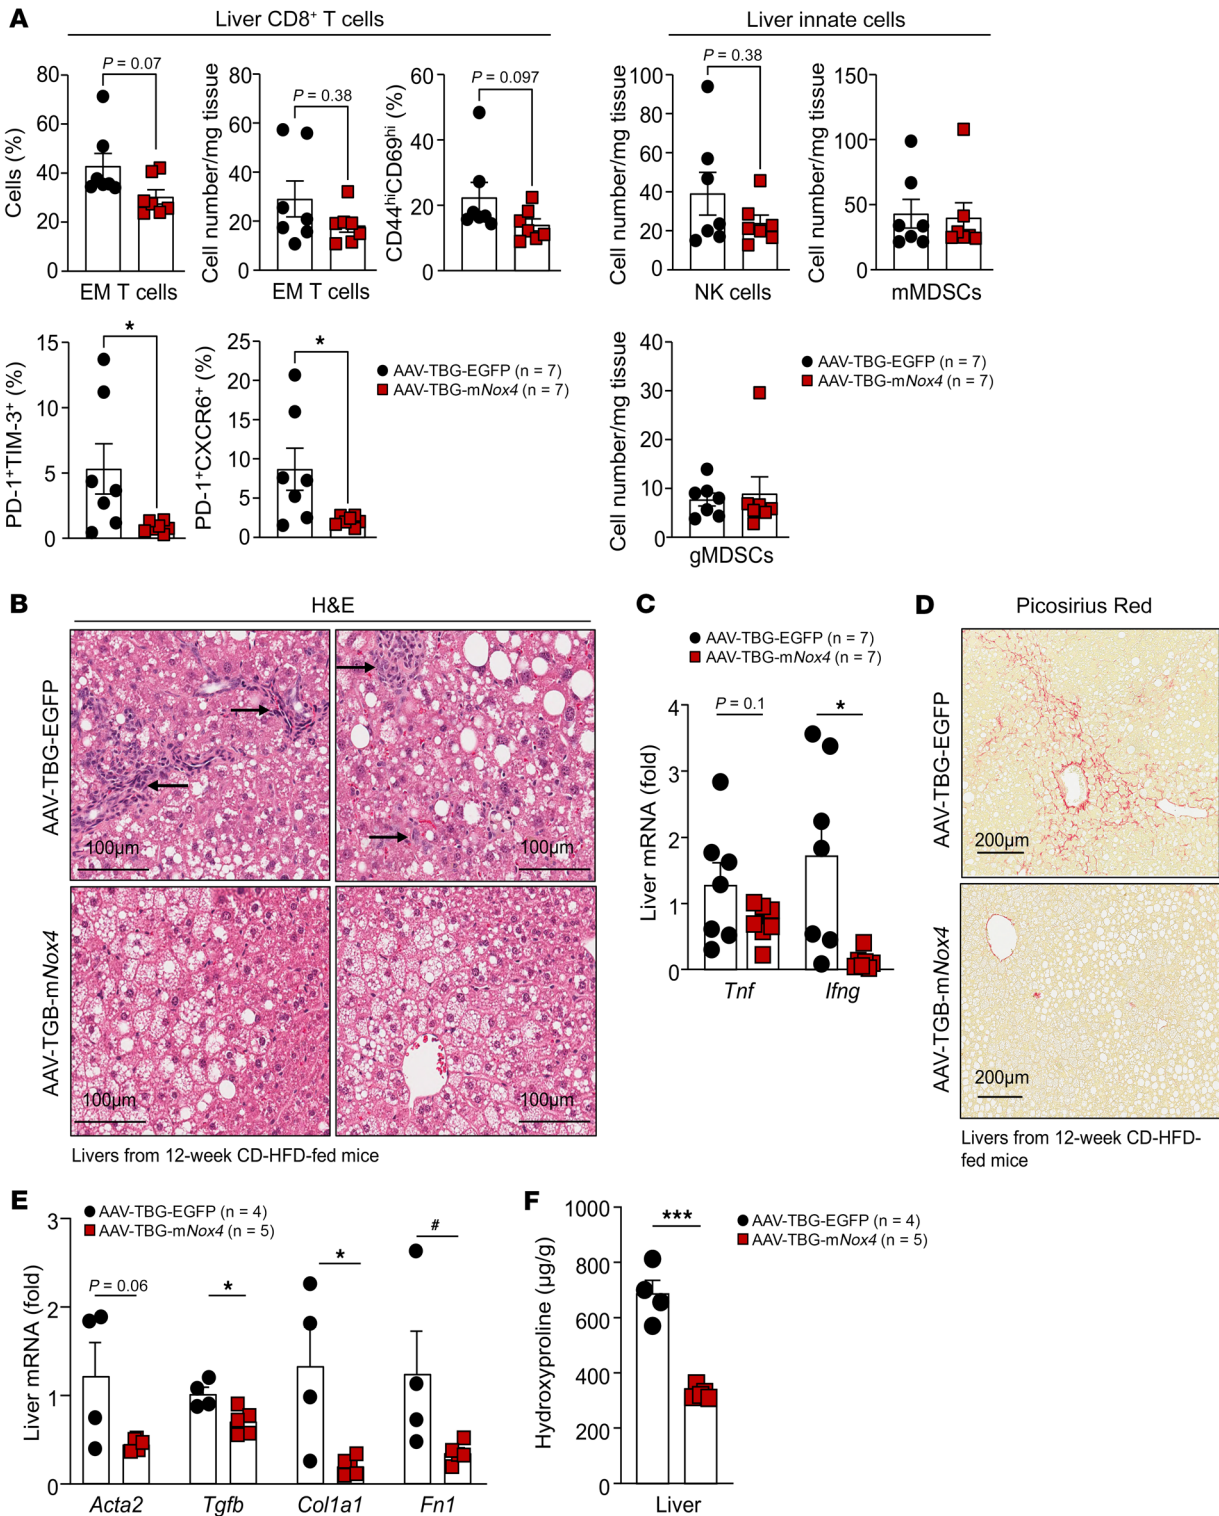 A
Liver CD8⁺ T cells
Liver innate cells
Cells (%)
80
60
40
20
0
P = 0.07
EM T cells
Cell number/mg tissue
80
60
40
20
0
P = 0.38
EM T cells
CD44ʰⁱCD69ʰⁱ (%)
60
40
20
0
P = 0.097
Cell number/mg tissue
100
80
60
40
20
0
P = 0.38
NK cells
Cell number/mg tissue
150
100
50
0
mMDSCs
PD-1⁺TIM-3⁺ (%)
15
10
5
0
*
PD-1⁺CXCR6⁺ (%)
25
20
15
10
5
0
*
AAV-TBG-EGFP (n = 7)
AAV-TBG-mNox4 (n = 7)
Cell number/mg tissue
40
30
20
10
0
gMDSCs
AAV-TBG-EGFP (n = 7)
AAV-TBG-mNox4 (n = 7)
B
H&E
AAV-TBG-EGFP
100µm
100µm
AAV-TGB-mNox4
100µm
100µm
Livers from 12-week CD-HFD-fed mice
C
AAV-TBG-EGFP (n = 7)
AAV-TBG-mNox4 (n = 7)
Liver mRNA (fold)
4
3
2
1
0
P = 0.1
*
Tnf
Ifng
D
Picosirius Red
AAV-TBG-EGFP
200µm
AAV-TGB-mNox4
200µm
Livers from 12-week CD-HFD-
fed mice
E
AAV-TBG-EGFP (n = 4)
AAV-TBG-mNox4 (n = 5)
Liver mRNA (fold)
3
2
1
0
P = 0.06
*
*
#
Acta2
Tgfb
Col1a1
Fn1
F
Hydroxyproline (µg/g)
1000
800
600
400
200
0
***
AAV-TBG-EGFP (n = 4)
AAV-TBG-mNox4 (n = 5)
Liver